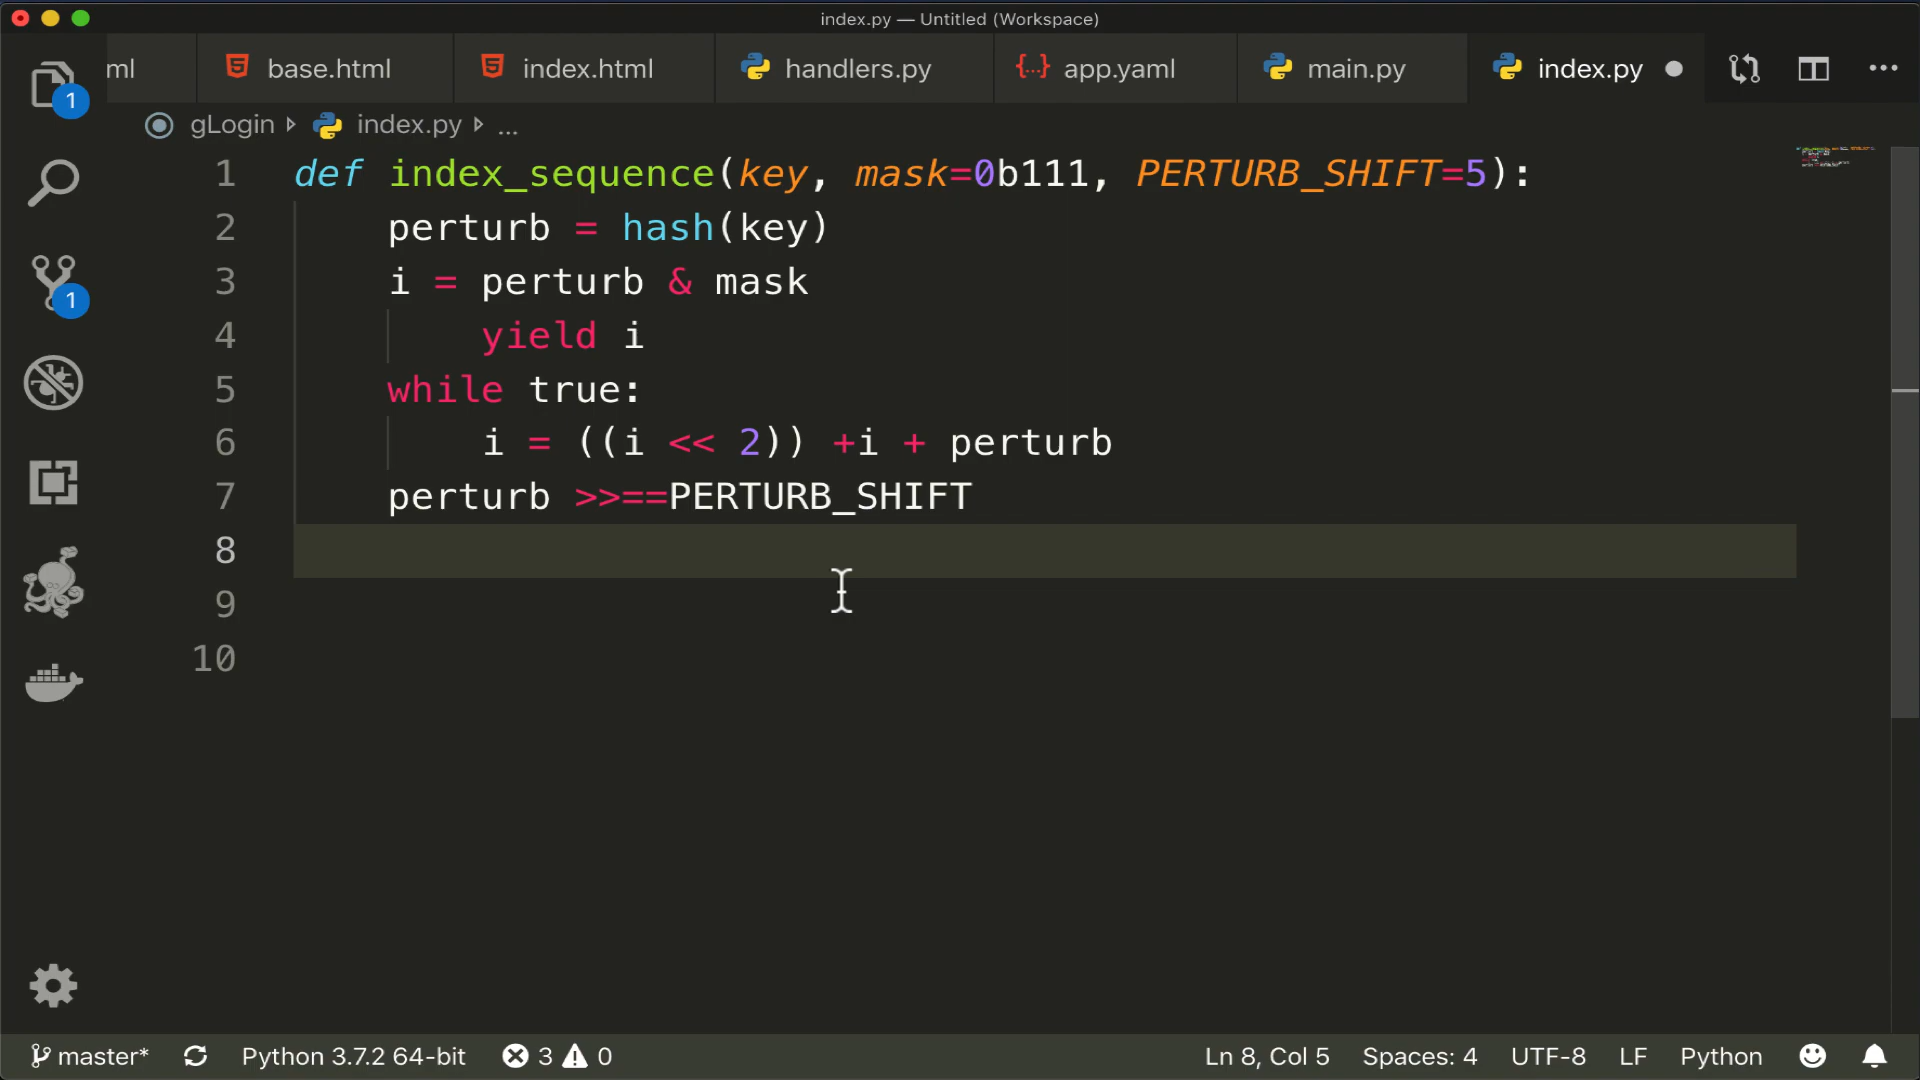 index.py — Untitled (Workspace)
ml base.html index.html handlers.py {..} app.yaml main.py index.py
1
gLogin index.py ...
1 def index_sequence(key, mask=0b111, PERTURB_SHIFT=5):
2     perturb = hash(key)
3     i = perturb & mask
1
4         yield i
5     while true:
6         i = ((i << 2)) +i + perturb
7     perturb >>==PERTURB_SHIFT
8
9
10
master* Python 3.7.2 64-bit 3 0 Ln 8, Col 5 Spaces: 4 UTF-8 LF Python